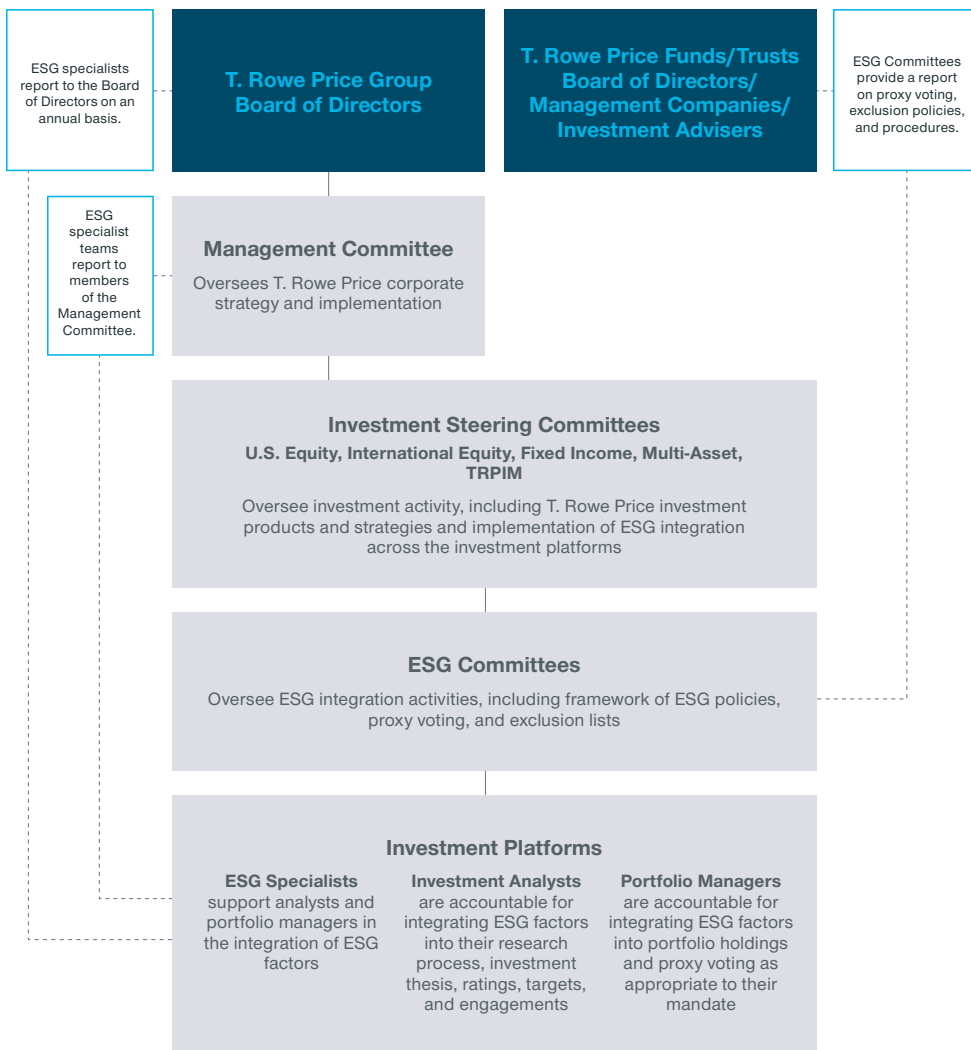 ESG specialists
report to the Board
of Directors on an
annual basis.
T. Rowe Price Group
Board of Directors
T. Rowe Price Funds/Trusts
Board of Directors/
Management Companies/
Investment Advisers
ESG Committees
provide a report
on proxy voting,
exclusion policies,
and procedures.
ESG
specialist
teams
report to
members
of the
Management
Committee.
Management Committee
Oversees T. Rowe Price corporate
strategy and implementation
Investment Steering Committees
U.S. Equity, International Equity, Fixed Income, Multi-Asset,
TRPIM
Oversee investment activity, including T. Rowe Price investment
products and strategies and implementation of ESG integration
across the investment platforms
ESG Committees
Oversee ESG integration activities, including framework of ESG policies,
proxy voting, and exclusion lists
Investment Platforms
ESG Specialists
support analysts and
portfolio managers in
the integration of ESG
factors
Investment Analysts
are accountable for
integrating ESG factors
into their research
process, investment
thesis, ratings, targets,
and engagements
Portfolio Managers
are accountable for
integrating ESG factors
into portfolio holdings
and proxy voting as
appropriate to their
mandate